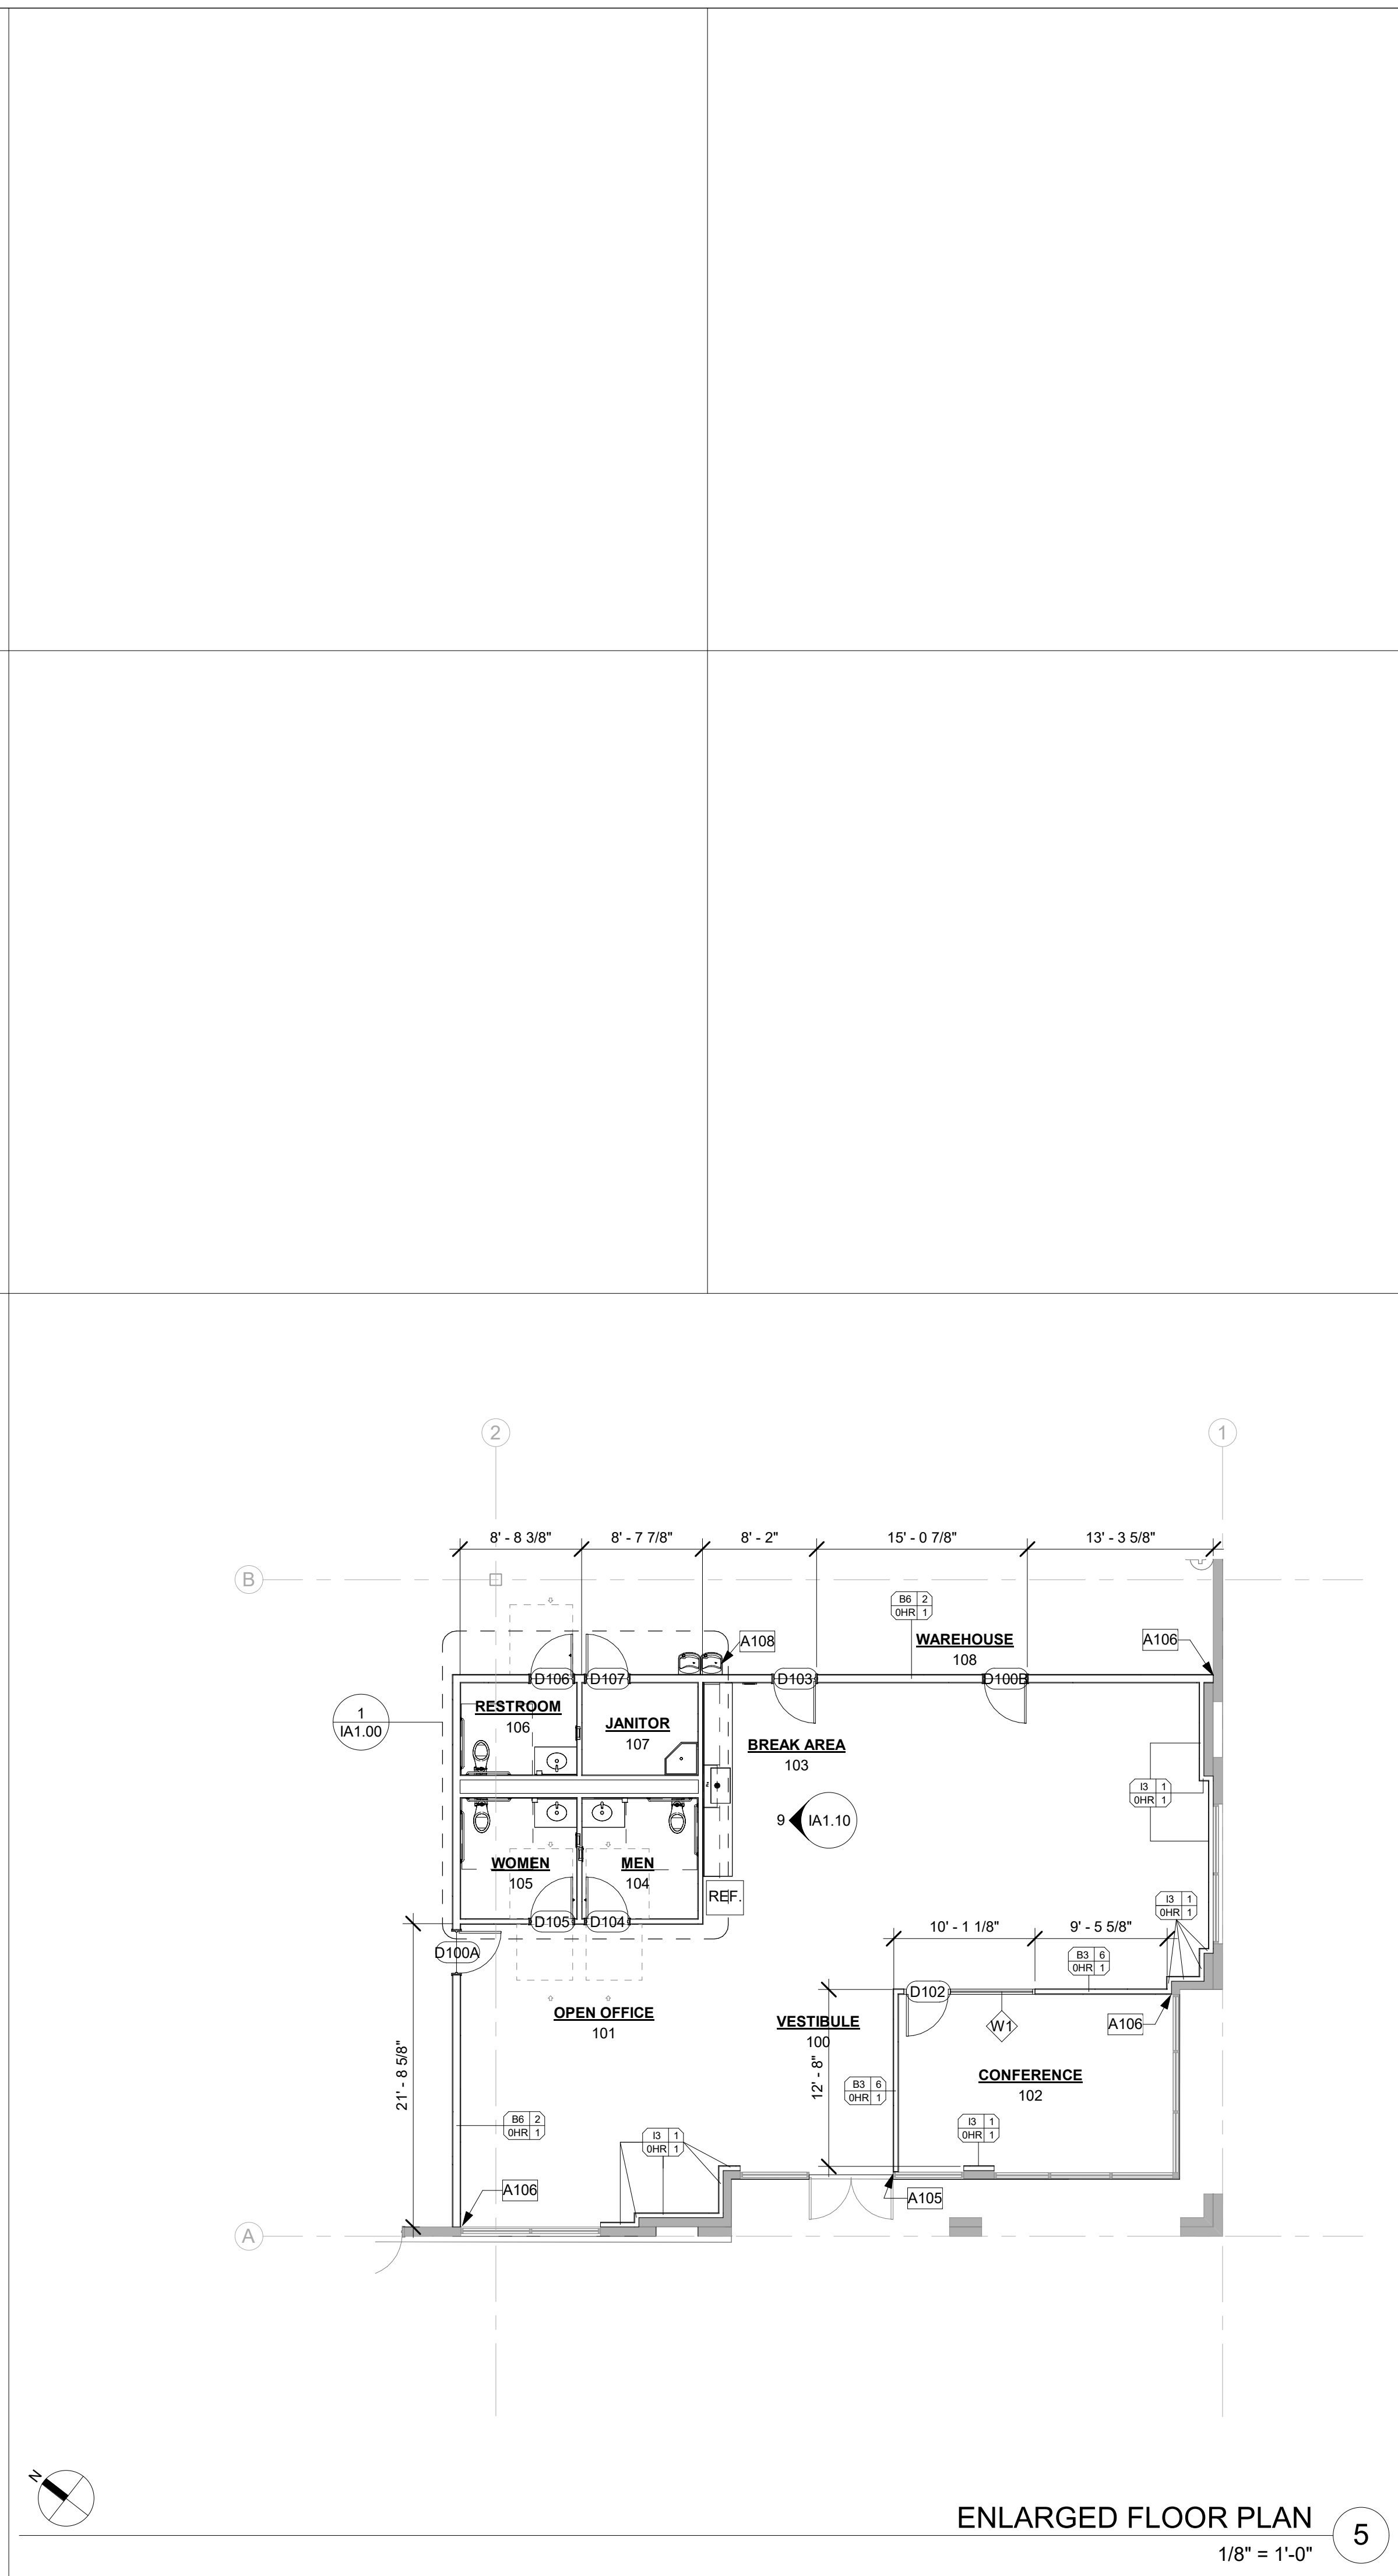 2
1
8' - 8 3/8"
8' - 7 7/8"
8' - 2"
15' - 0 7/8"
13' - 3 5/8"
B
B6 2
0HR 1
WAREHOUSE
108
A108
A106
D106
D107
D103
D100B
RESTROOM
106
1
IA1.00
JANITOR
107
BREAK AREA
103
I3 1
0HR 1
9
IA1.10
WOMEN
105
MEN
104
REF.
I3 1
0HR 1
D105
D104
10' - 1 1/8"
9' - 5 5/8"
D100A
B3 6
0HR 1
D102
OPEN OFFICE
101
VESTIBULE
100
W1
A106
21' - 8 5/8"
12' - 8"
CONFERENCE
102
B3 6
0HR 1
B6 2
0HR 1
I3 1
0HR 1
I3 1
0HR 1
A106
A105
A
N
ENLARGED FLOOR PLAN
5
1/8" = 1'-0"